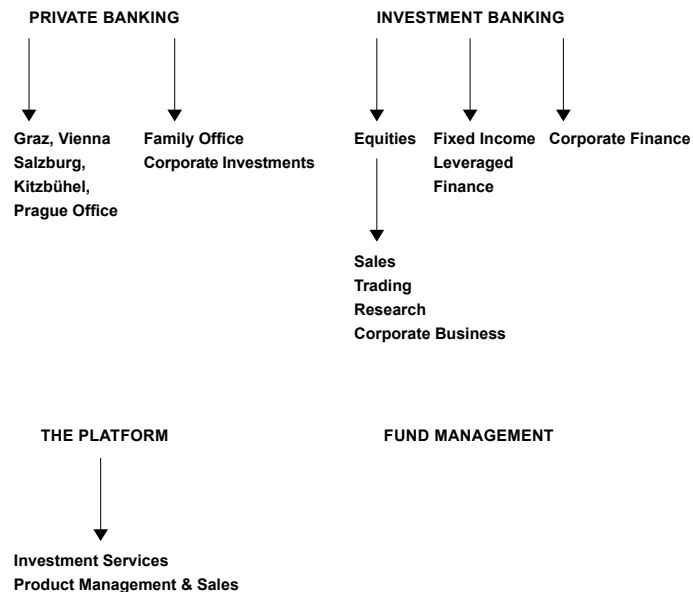 PRIVATE BANKING
Graz, Vienna
Salzburg,
Kitzbühel,
Prague Office
Family Office
Corporate Investments
INVESTMENT BANKING
Equities
Fixed Income
Leveraged
Finance
Corporate Finance
Sales
Trading
Research
Corporate Business
THE PLATFORM
Investment Services
Product Management & Sales
FUND MANAGEMENT